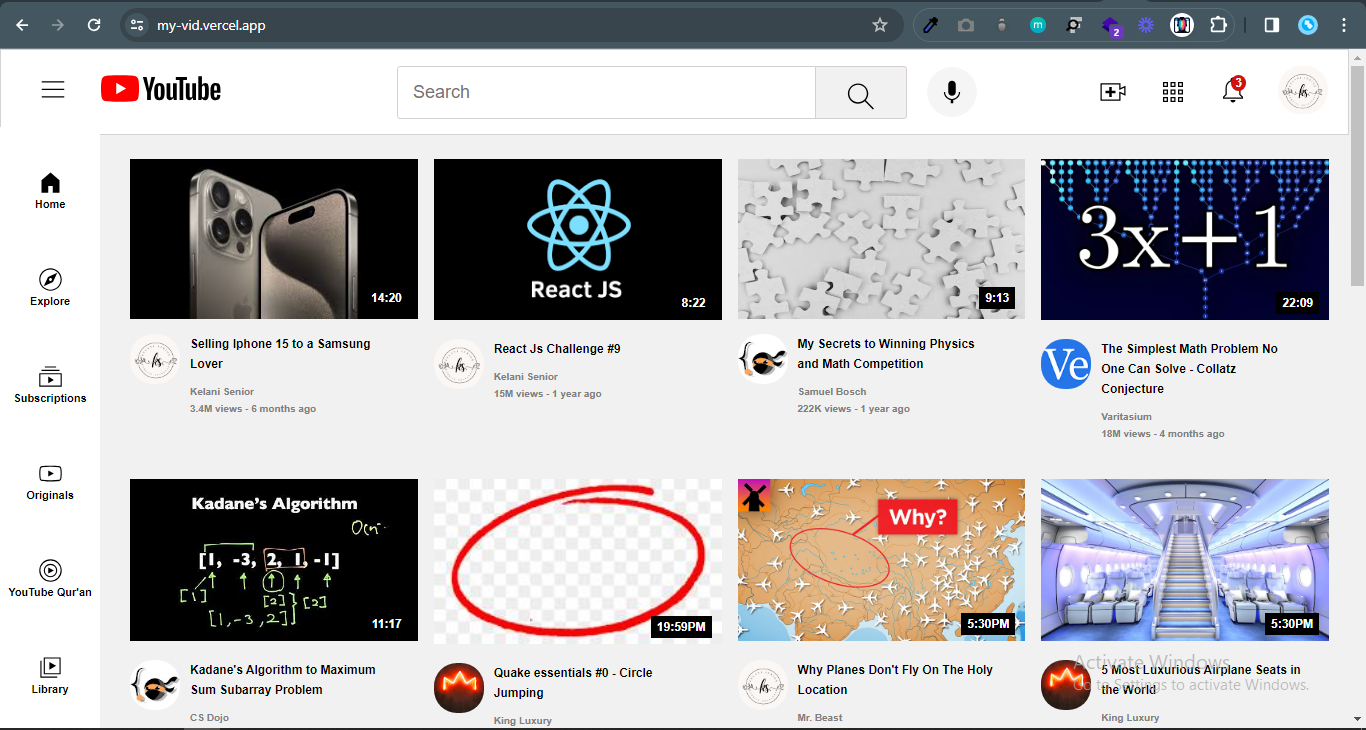 my-vid.vercel.app
2
YouTube
Search
3
Home
Explore
Subscriptions
Originals
YouTube Qur'an
Library
14:20
Selling Iphone 15 to a Samsung
Lover
Kelani Senior
3.4M views - 6 months ago
React JS
8:22
React Js Challenge #9
Kelani Senior
15M views - 1 year ago
9:13
My Secrets to Winning Physics
and Math Competition
Samuel Bosch
222K views - 1 year ago
3x+1
22:09
Ve
The Simplest Math Problem No
One Can Solve - Collatz
Conjecture
Varitasium
18M views - 4 months ago
Kadane's Algorithm
[1, -3, 2, 1, -1]
[1]
[2]
[2]
[1,-3,2]
11:17
Kadane's Algorithm to Maximum
Sum Subarray Problem
CS Dojo
19:59PM
Quake essentials #0 - Circle
Jumping
King Luxury
Why?
5:30PM
Why Planes Don't Fly On The Holy
Location
Mr. Beast
5:30PM
5 Most Luxurious Airplane Seats in
the World
King Luxury
Activate Windows
Go to Settings to activate Windows.